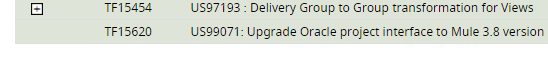 TF15454 US97193 : Delivery Group to Group transformation for Views
TF15620 US99071: Upgrade Oracle project interface to Mule 3.8 version